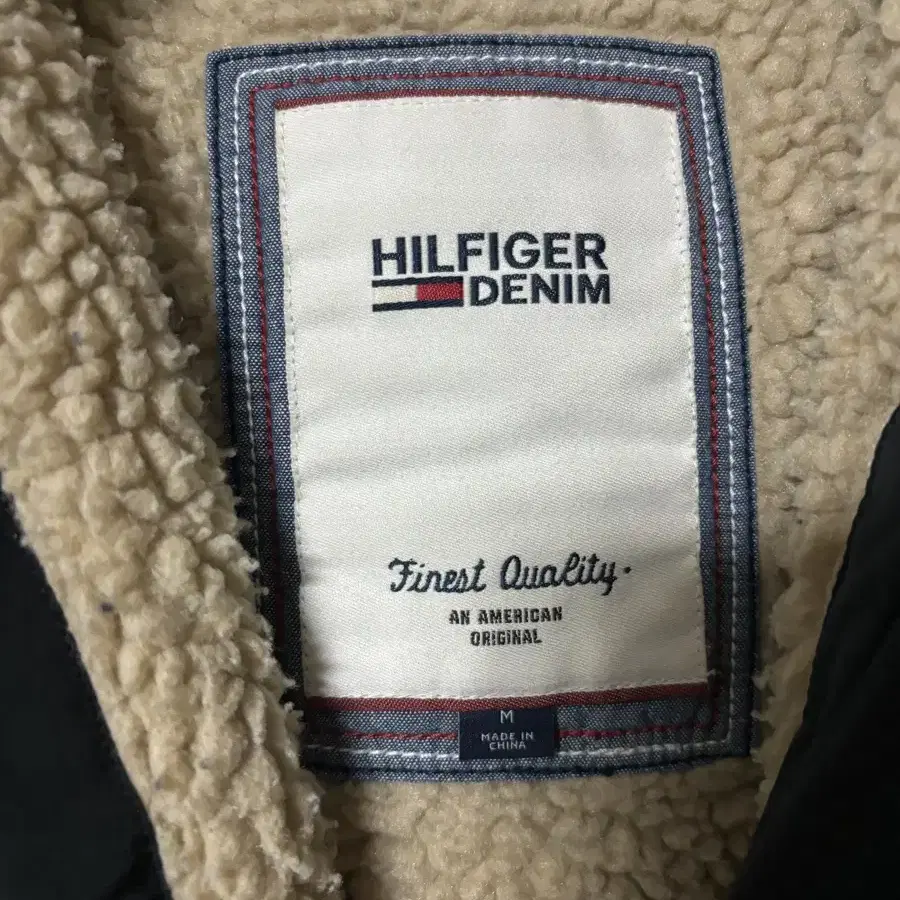 HILFIGER
DENIM
Finest Quality.
AN AMERICAN
ORIGINAL
M
MADE IN
CHINA